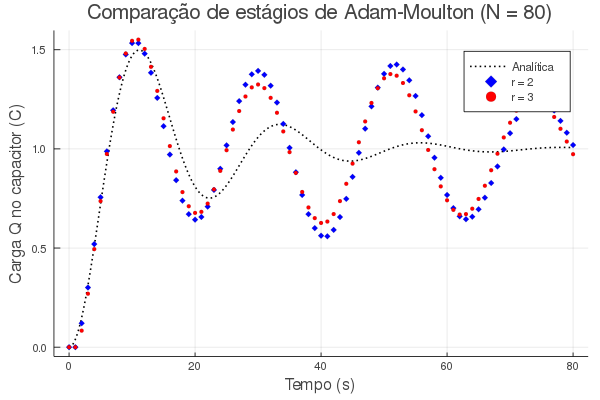 Comparação de estágios de Adam-Moulton (N = 80)
Carga Q no capacitor (C)
1.5
1.0
0.5
0.0
Analítica
r = 2
r = 3
0
20
40
60
80
Tempo (s)